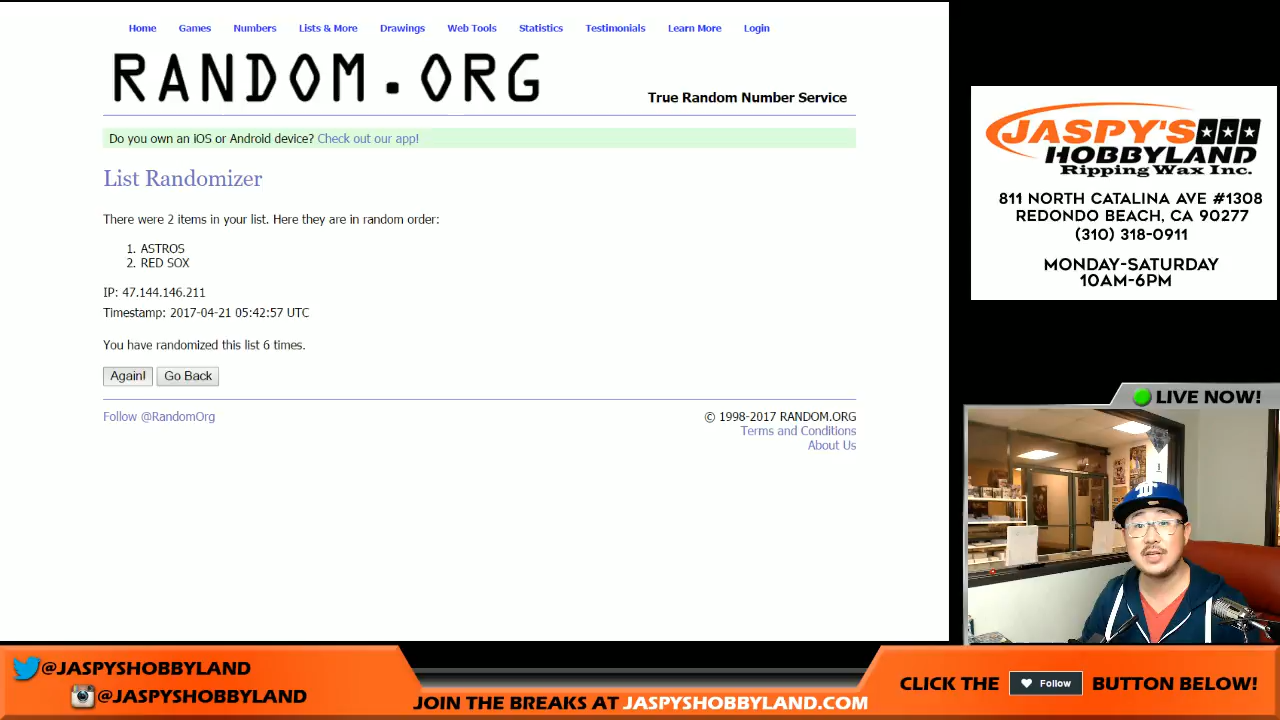 Home Games Numbers Lists & More Drawings Web Tools Statistics Testimonials Learn More Login
RANDOM.ORG
True Random Number Service
Do you own an iOS or Android device? Check out our app!
List Randomizer
There were 2 items in your list. Here they are in random order:
1. ASTROS
2. RED SOX
IP: 47.144.146.211
Timestamp: 2017-04-21 05:42:57 UTC
You have randomized this list 6 times.
Again! Go Back
Follow @RandomOrg
© 1998-2017 RANDOM.ORG
Terms and Conditions
About Us
JASPY'S
HOBBYLAND
Ripping Wax Inc.
811 NORTH CATALINA AVE #1308
REDONDO BEACH, CA 90277
(310) 318-0911
MONDAY-SATURDAY
10AM-6PM
LIVE NOW!
@JASPYSHOBBYLAND
@JASPYSHOBBYLAND
JOIN THE BREAKS AT JASPYSHOBBYLAND.COM
CLICK THE Follow BUTTON BELOW!